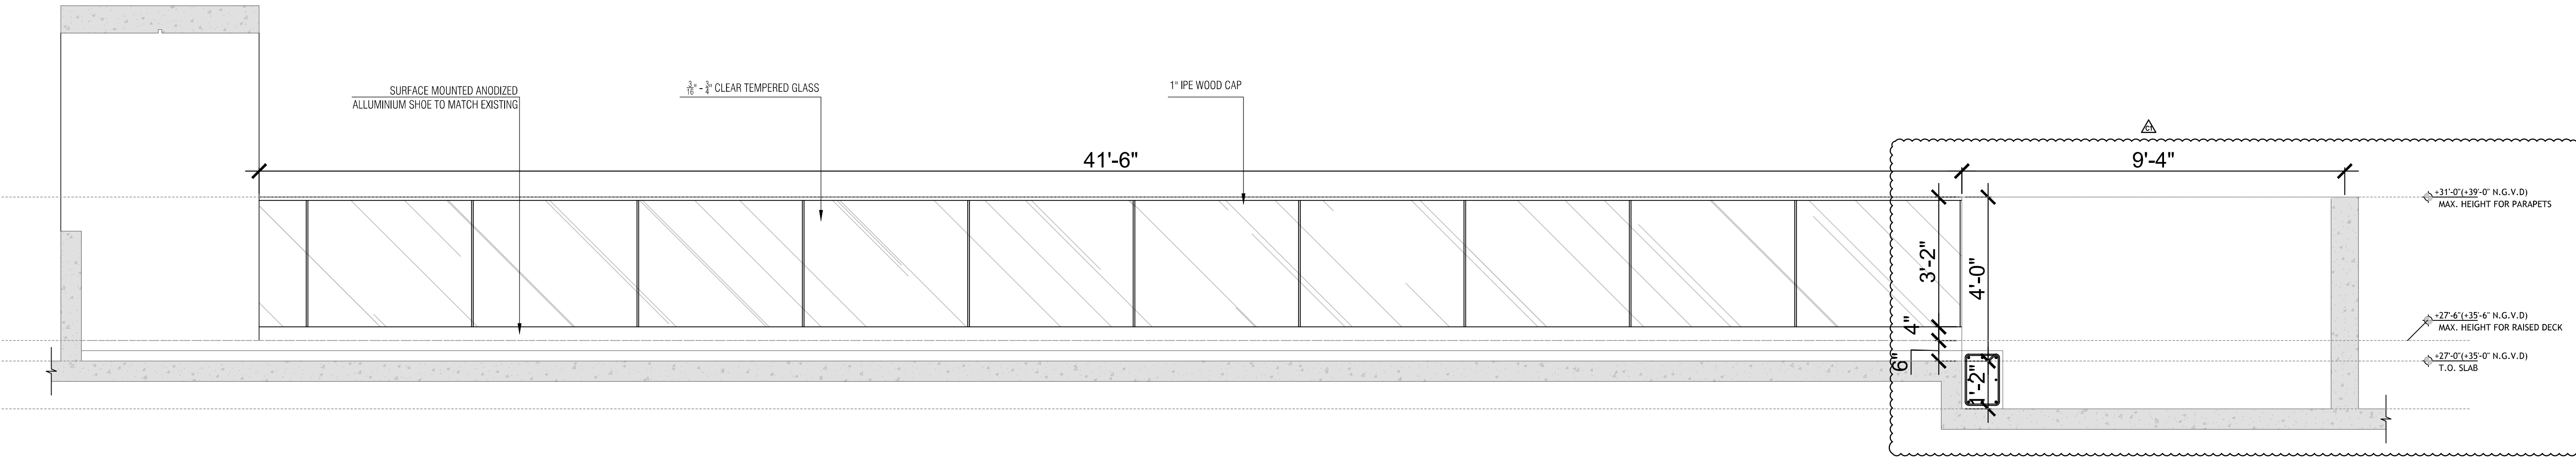 SURFACE MOUNTED ANODIZED
ALLUMINIUM SHOE TO MATCH EXISTING
3/16" - 3/4" CLEAR TEMPERED GLASS
1" IPE WOOD CAP
C1
41'-6"
9'-4"
3'-2"
4'-0"
4"
6"
1'-2"
+31'-0"(+39'-0" N.G.V.D)
MAX. HEIGHT FOR PARAPETS
+27'-6"(+35'-6" N.G.V.D)
MAX. HEIGHT FOR RAISED DECK
+27'-0"(+35'-0" N.G.V.D)
T.O. SLAB